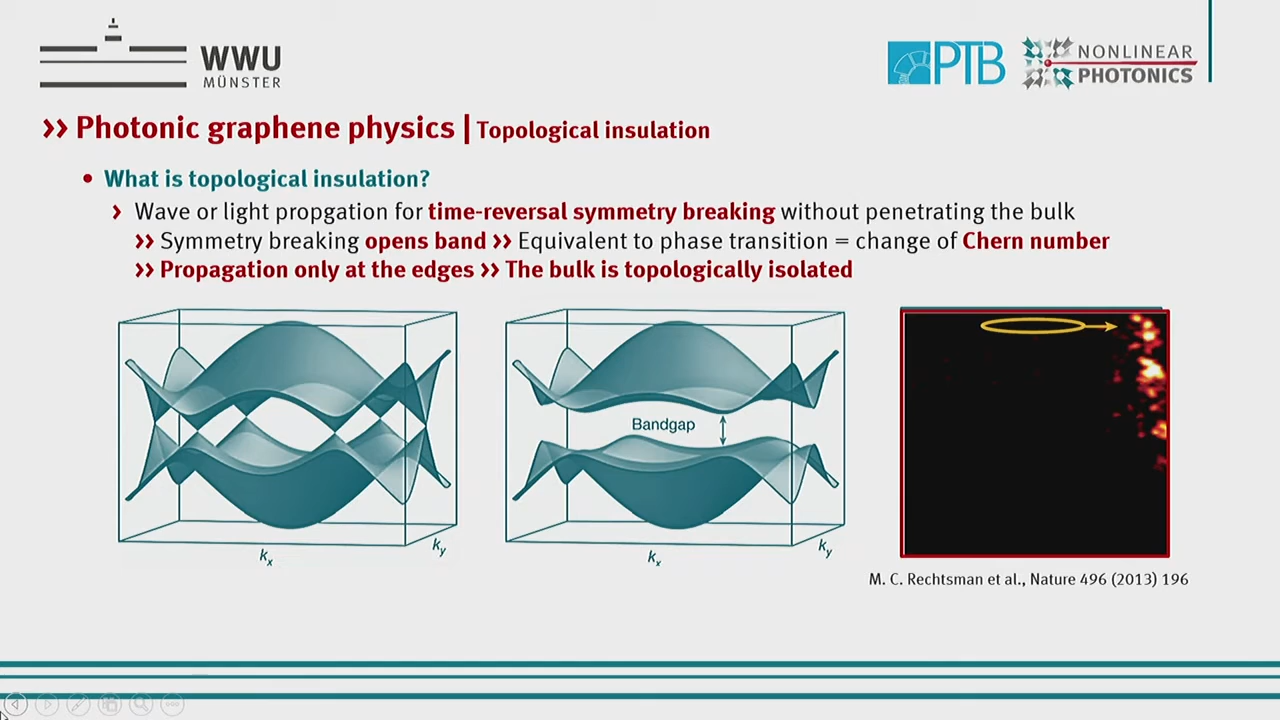 WWU
MÜNSTER
PTB
NONLINEAR
PHOTONICS
›› Photonic graphene physics | Topological insulation
• What is topological insulation?
› Wave or light propgation for time-reversal symmetry breaking without penetrating the bulk
›› Symmetry breaking opens band ›› Equivalent to phase transition = change of Chern number
›› Propagation only at the edges ›› The bulk is topologically isolated
Bandgap
kx
ky
kx
ky
M. C. Rechtsman et al., Nature 496 (2013) 196